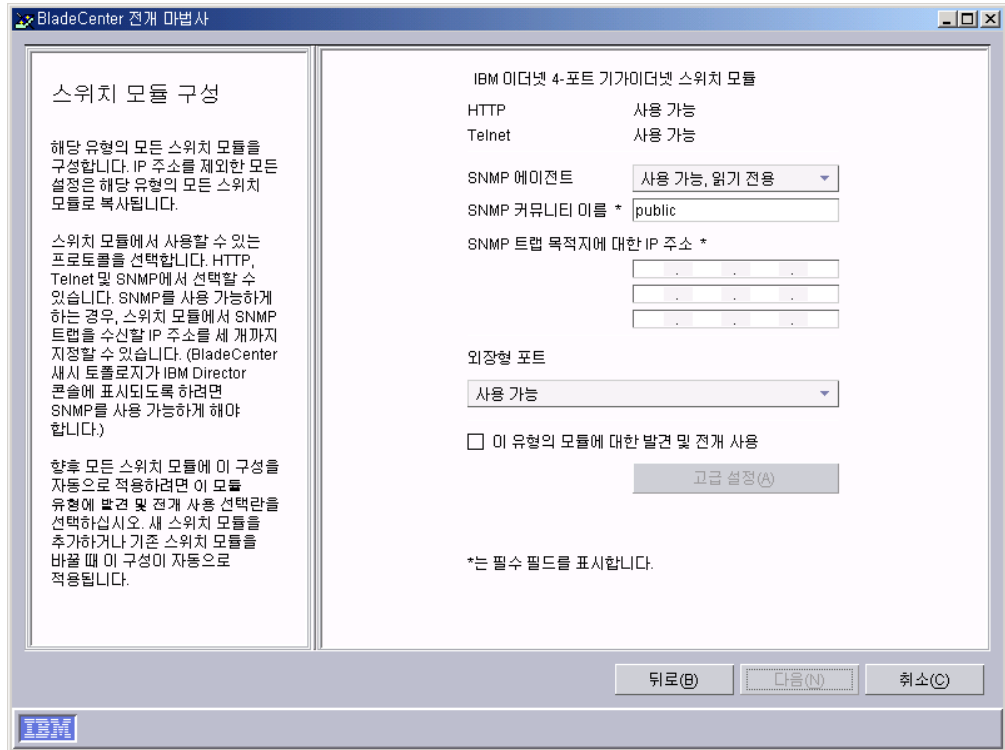 BladeCenter 전개 마법사
스위치 모듈 구성
해당 유형의 모든 스위치 모듈을
구성합니다. IP 주소를 제외한 모든
설정은 해당 유형의 모든 스위치
모듈로 복사됩니다.
스위치 모듈에서 사용할 수 있는
프로토콜을 선택합니다. HTTP,
Telnet 및 SNMP에서 선택할 수
있습니다. SNMP를 사용 가능하게
하는 경우, 스위치 모듈에서 SNMP
트랩을 수신할 IP 주소를 세 개까지
지정할 수 있습니다. (BladeCenter
섀시 토폴로지가 IBM Director
콘솔에 표시되도록 하려면
SNMP를 사용 가능하게 해야
합니다.)
향후 모든 스위치 모듈에 이 구성을
자동으로 적용하려면 이 모듈
유형에 발견 및 전개 사용 선택란을
선택하십시오. 새 스위치 모듈을
추가하거나 기존 스위치 모듈을
바꿀 때 이 구성이 자동으로
적용됩니다.
IBM 이더넷 4-포트 기가이더넷 스위치 모듈
HTTP 사용 가능
Telnet 사용 가능
SNMP 에이전트 사용 가능, 읽기 전용
SNMP 커뮤니티 이름 * public
SNMP 트랩 목적지에 대한 IP 주소 *
. . .
. . .
. . .
외장형 포트
사용 가능
이 유형의 모듈에 대한 발견 및 전개 사용
고급 설정(A)
*는 필수 필드를 표시합니다.
뒤로(B) 다음(N) 취소(C)
IBM